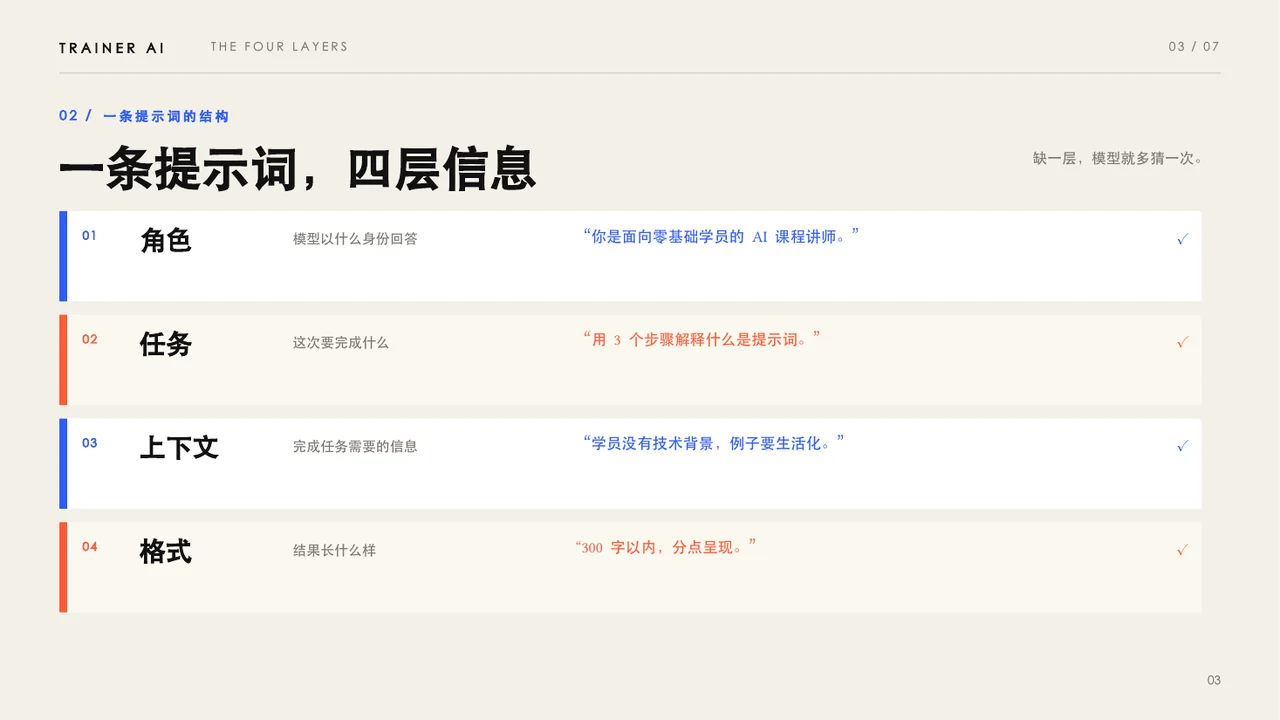 TRAINER AI THE FOUR LAYERS 03 / 07
02 / 一条提示词的结构
一条提示词，四层信息
缺一层，模型就多猜一次。
01 角色 模型以什么身份回答 “你是面向零基础学员的 AI 课程讲师。” ✓
02 任务 这次要完成什么 “用 3 个步骤解释什么是提示词。” ✓
03 上下文 完成任务需要的信息 “学员没有技术背景，例子要生活化。” ✓
04 格式 结果长什么样 “300 字以内，分点呈现。” ✓
03